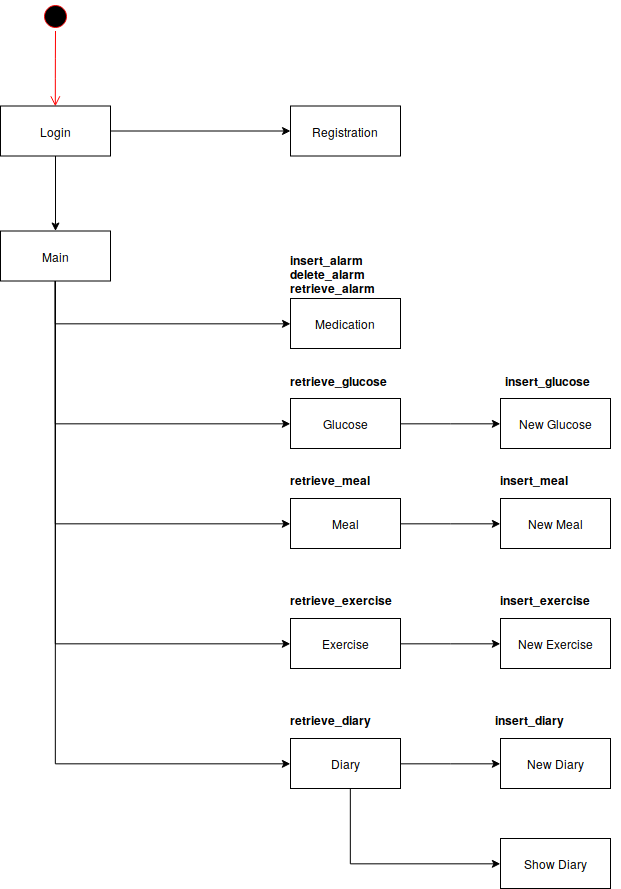 Login
Registration
Main
insert_alarm
delete_alarm
retrieve_alarm
Medication
retrieve_glucose
insert_glucose
Glucose
New Glucose
retrieve_meal
insert_meal
Meal
New Meal
retrieve_exercise
insert_exercise
Exercise
New Exercise
retrieve_diary
insert_diary
Diary
New Diary
Show Diary